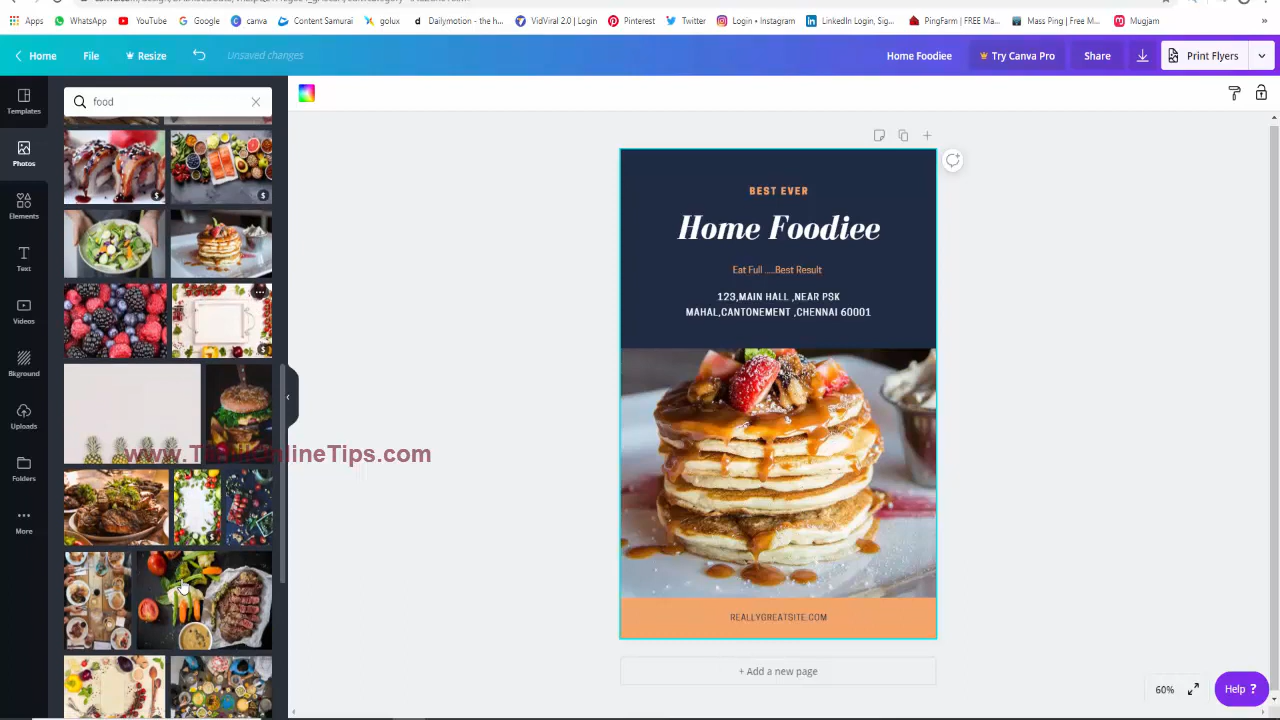 WhatsApp YouTube Google canva Content Samurai golux Dailymotion - the h... VidViral 2.0 | Login Pinterest Twitter Login • Instagram LinkedIn Login, Sig... PingFarm | FREE Ma... Mass Ping | Free M... Mugjam »
Home File Resize Unsaved changes Home Foodiee Try Canva Pro Share Print Flyers
Templates
Photos
Elements
Text
Videos
Bkground
Uploads
Folders
More
food
BEST EVER
Home Foodiee
Eat Full .....Best Result
123,MAIN HALL ,NEAR PSK
MAHAL,CANTONEMENT ,CHENNAI 60001
REALLYGREATSITE.COM
+ Add a new page
60%
Help ?